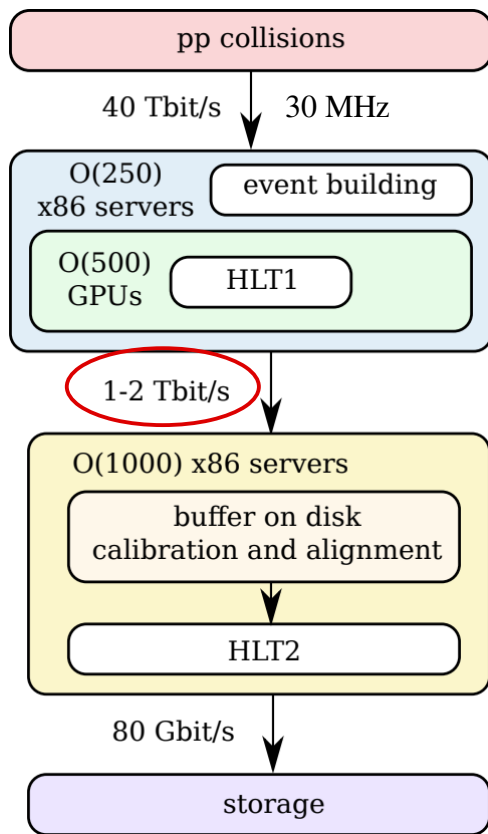 pp collisions
40 Tbit/s 30 MHz
O(250)
x86 servers
event building
O(500)
GPUs
HLT1
1-2 Tbit/s
O(1000) x86 servers
buffer on disk
calibration and alignment
HLT2
80 Gbit/s
storage